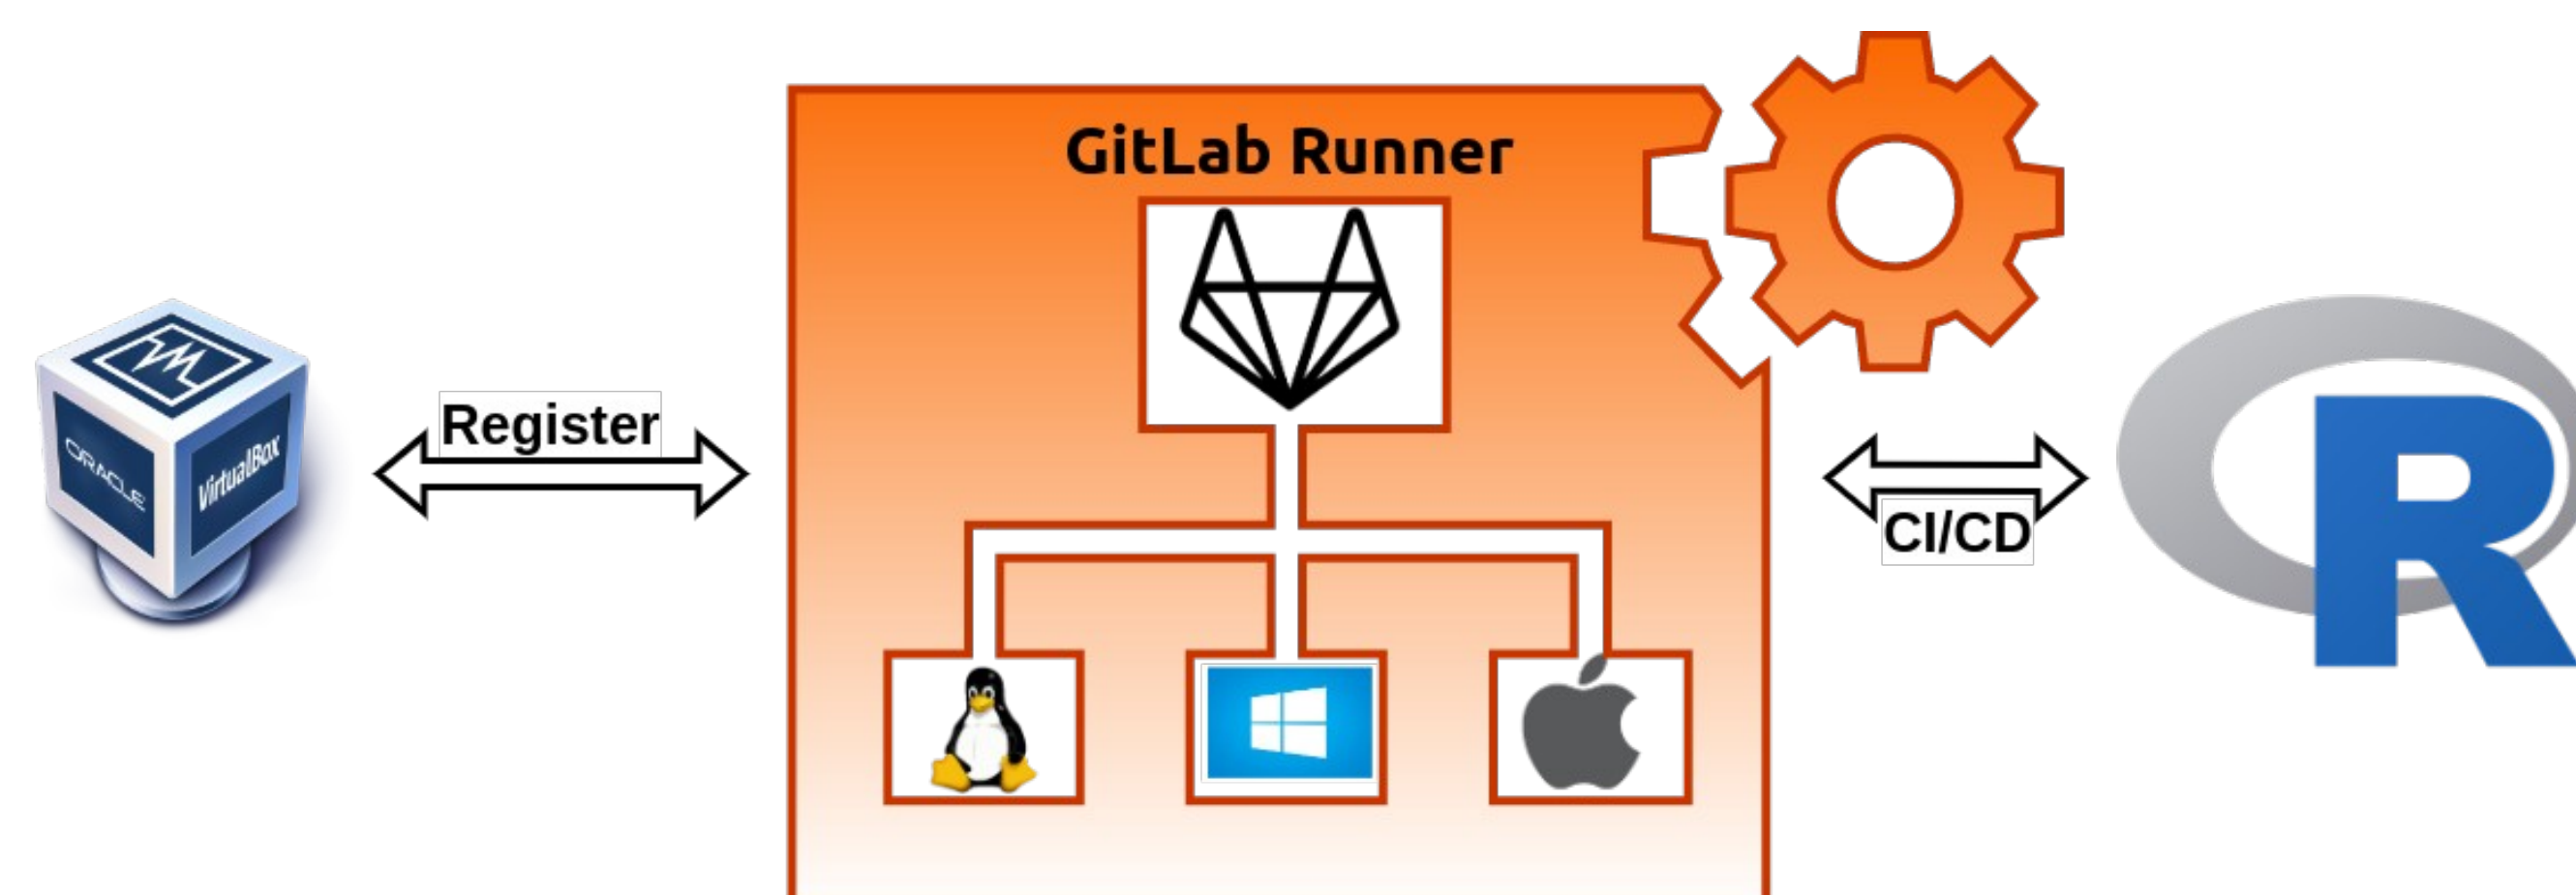 GitLab Runner
Register
ORACLE
VirtualBox
CI/CD
R